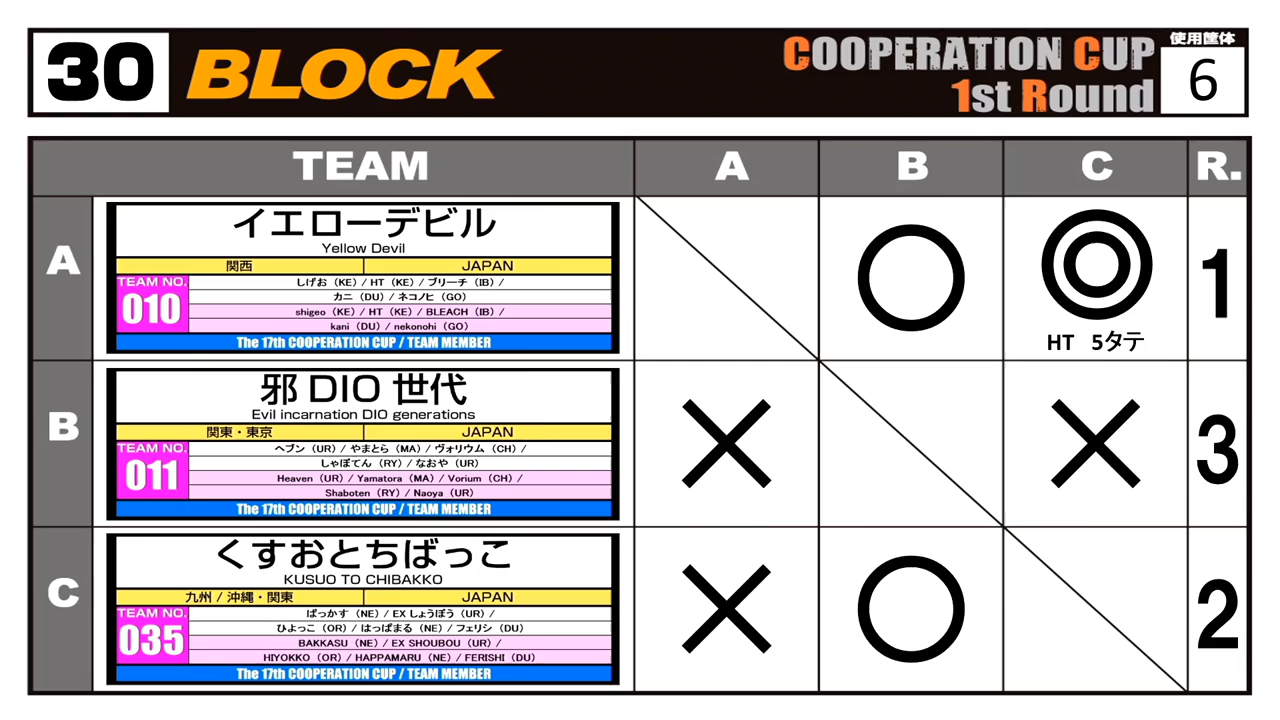 30 BLOCK
COOPERATION CUP
1st Round
使用筐体
6
TEAM A B C R.
A
イエローデビル
Yellow Devil
関西 JAPAN
TEAM NO.
010
しげお（KE）/ HT（KE）/ ブリーチ（IB）/
カニ（DU）/ ネコノヒ（GO）
shigeo（KE）/ HT（KE）/ BLEACH（IB）/
kani（DU）/ nekonohi（GO）
The 17th COOPERATION CUP / TEAM MEMBER
○ ◎
HT 5タテ
1
B
邪 DIO 世代
Evil incarnation DIO generations
関東・東京 JAPAN
TEAM NO.
011
ヘブン（UR）/ やまとら（MA）/ ヴォリウム（CH）/
しゃぼてん（RY）/ なおや（UR）
Heaven（UR）/ Yamatora（MA）/ Vorium（CH）/
Shaboten（RY）/ Naoya（UR）
The 17th COOPERATION CUP / TEAM MEMBER
× ×
3
C
くすおとちばっこ
KUSUO TO CHIBAKKO
九州 / 沖縄・関東 JAPAN
TEAM NO.
035
ばっかす（NE）/ EX しょうぼう（UR）/
ひよっこ（OR）/ はっぱまる（NE）/ フェリシ（DU）
BAKKASU（NE）/ EX SHOUBOU（UR）/
HIYOKKO（OR）/ HAPPAMARU（NE）/ FERISHI（DU）
The 17th COOPERATION CUP / TEAM MEMBER
× ○
2